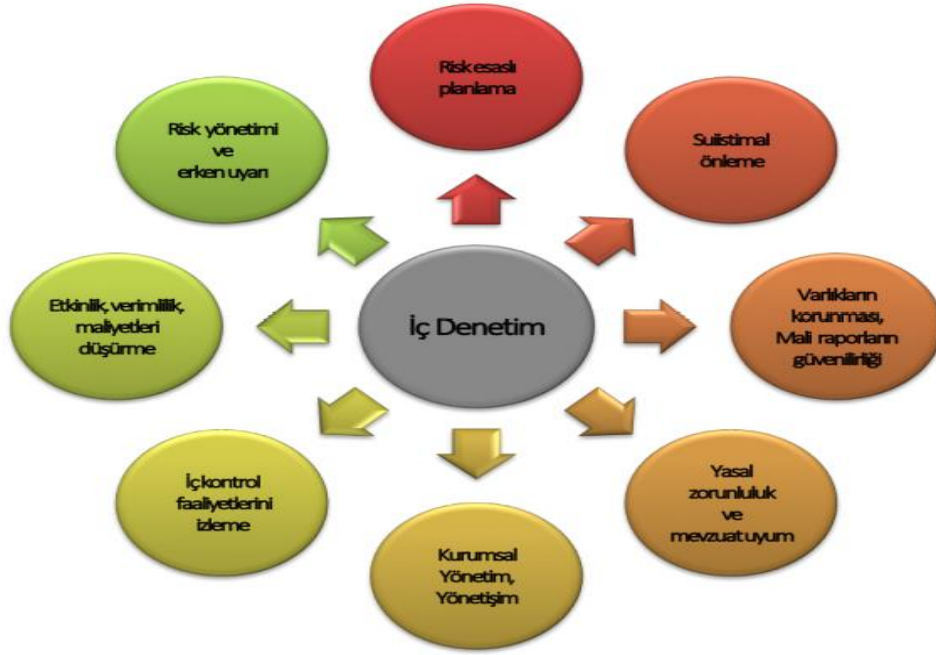 Risk esaslı
planlama
Suiistimal
önleme
Varlıkların
korunması,
Mali raporların
güvenilirliği
Yasal
zorunluluk
ve
mevzuat uyum
Kurumsal
Yönetim,
Yönetişim
İç kontrol
faaliyetlerini
izleme
Etkinlik, verimlilik,
maliyetleri
düşürme
Risk yönetimi
ve
erken uyarı
İç Denetim